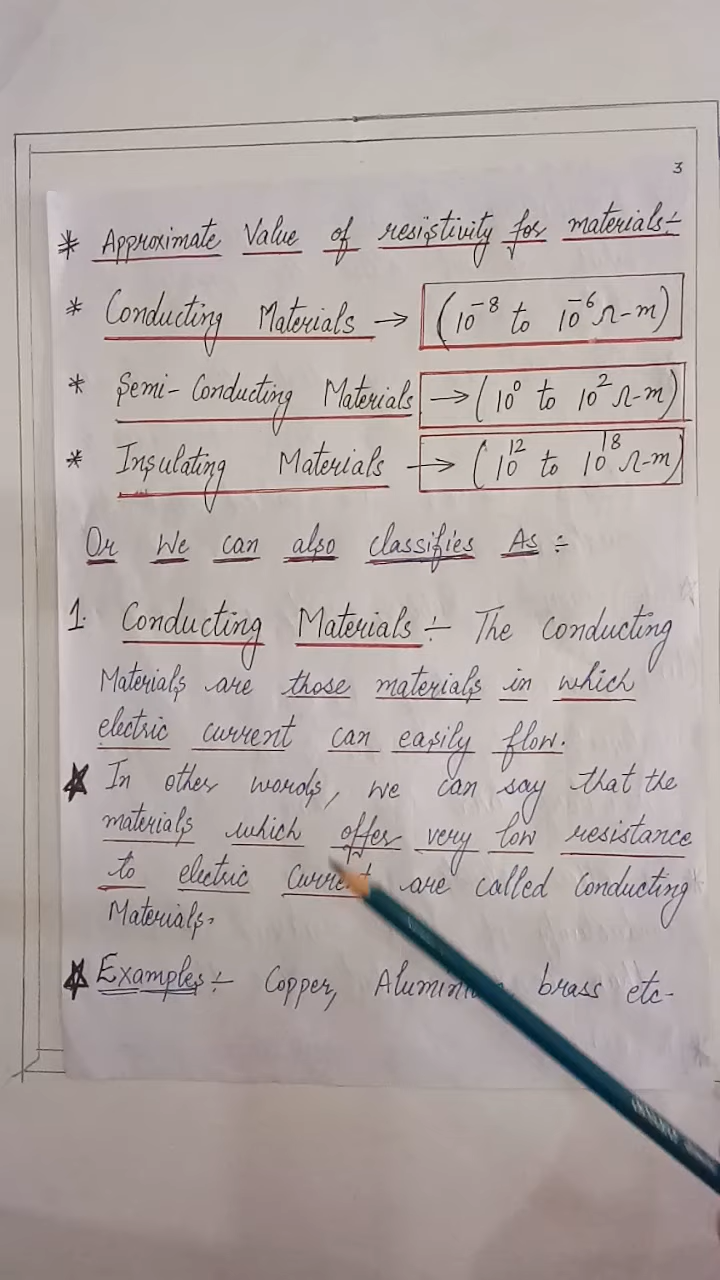 3
* Approximate Value of resistivity for materials:-
* Conducting Materials → (10⁻⁸ to 10⁻⁶ Ω-m)
* Semi-Conducting Materials → (10⁰ to 10² Ω-m)
* Insulating Materials → (10¹² to 10¹⁸ Ω-m)
Or We can also classifies As :-
1. Conducting Materials :- The conducting
Materials are those materials in which
electric current can easily flow.
★ In other words, we can say that the
materials which offer very low resistance
to electric Current are called Conducting
Materials.
★ Examples :- Copper, Aluminium, brass etc-